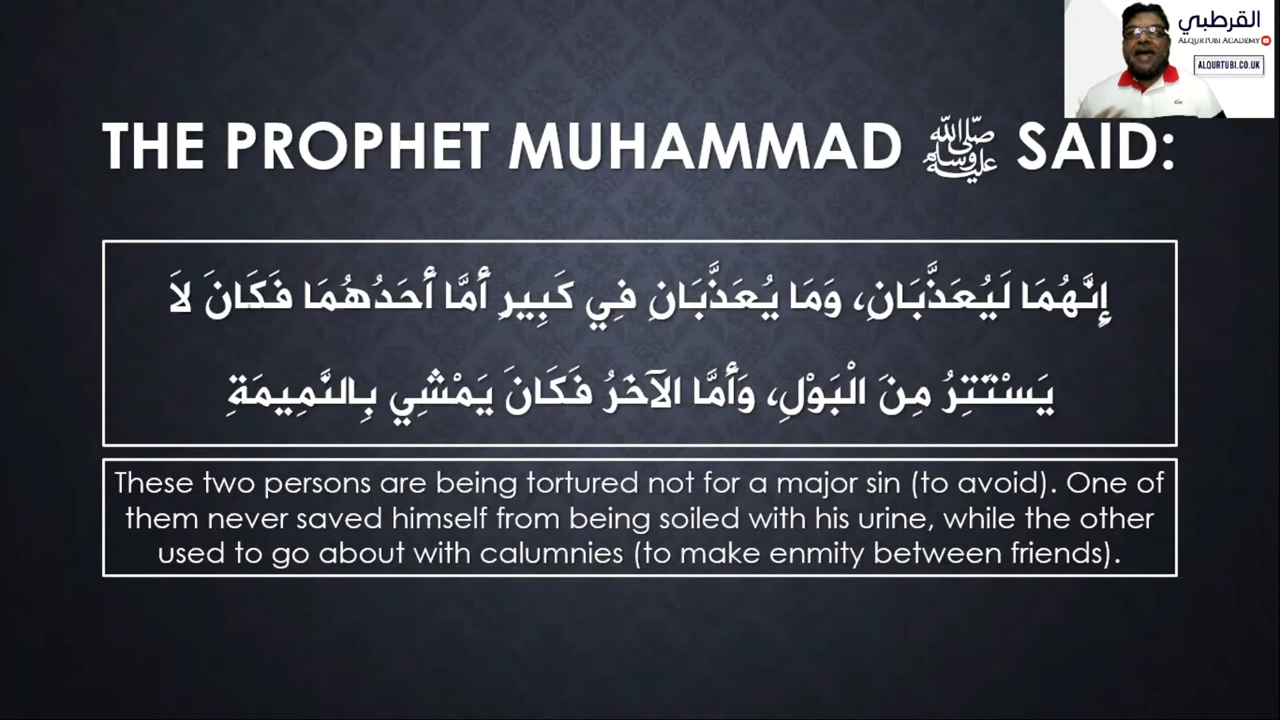 القرطبي
ALQURTUBI ACADEMY
ALQURTUBI.CO.UK
THE PROPHET MUHAMMAD ﷺ SAID:
إِنَّهُمَا لَيُعَذَّبَانِ، وَمَا يُعَذَّبَانِ فِي كَبِيرٍ أَمَّا أَحَدُهُمَا فَكَانَ لاَ
يَسْتَتِرُ مِنَ الْبَوْلِ، وَأَمَّا الآخَرُ فَكَانَ يَمْشِي بِالنَّمِيمَةِ
These two persons are being tortured not for a major sin (to avoid). One of
them never saved himself from being soiled with his urine, while the other
used to go about with calumnies (to make enmity between friends).